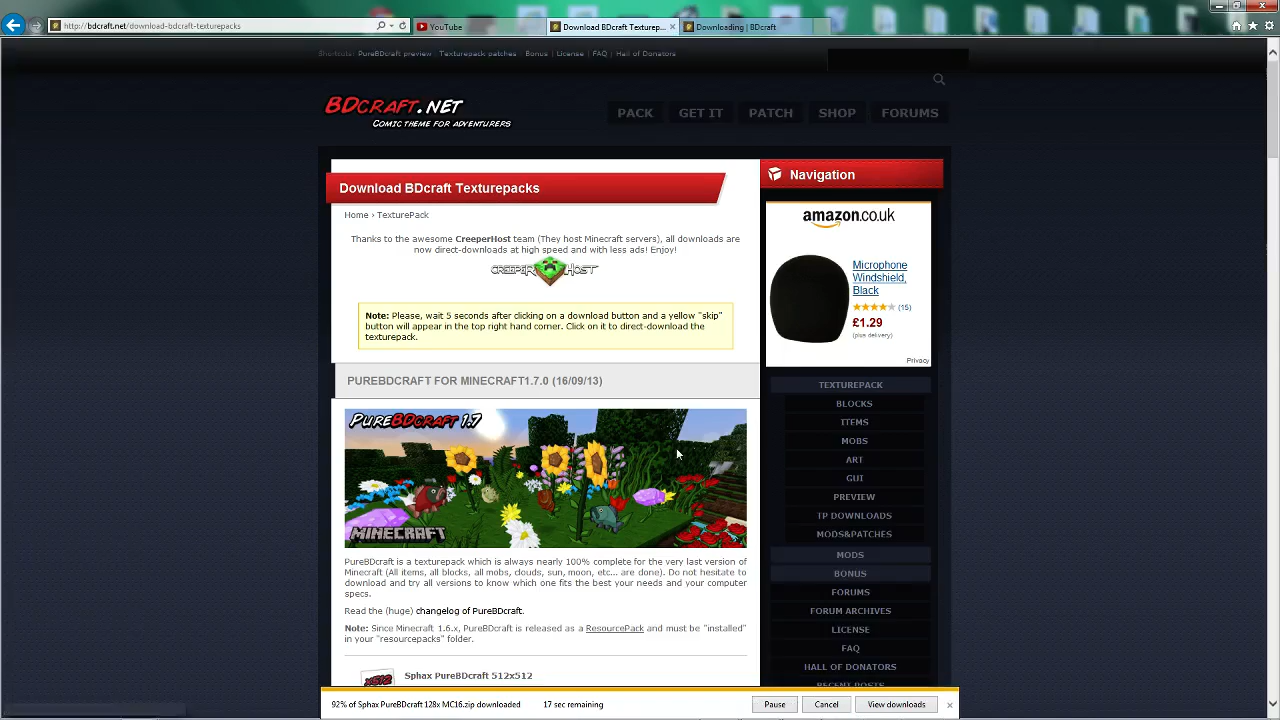 http://bdcraft.net/download-bdcraft-texturepacks
YouTube
Download BDcraft Texturep...
Downloading | BDcraft
Shortcuts: PureBDcraft preview Texturepack patches Bonus License FAQ Hall of Donators
BDcraft.net
Comic theme for adventurers
PACK GET IT PATCH SHOP FORUMS
Download BDcraft Texturepacks
Home › TexturePack
Thanks to the awesome CreeperHost team (They host Minecraft servers), all downloads are
now direct-downloads at high speed and with less ads! Enjoy!
CREEPER HOST
Note: Please, wait 5 seconds after clicking on a download button and a yellow "skip"
button will appear in the top right hand corner. Click on it to direct-download the
texturepack.
PUREBDCRAFT FOR MINECRAFT1.7.0 (16/09/13)
PureBDcraft 1.7
MINECRAFT
PureBDcraft is a texturepack which is always nearly 100% complete for the very last version of
Minecraft (All items, all blocks, all mobs, clouds, sun, moon, etc... are done). Do not hesitate to
download and try all versions to know which one fits the best your needs and your computer
specs.
Read the (huge) changelog of PureBDcraft.
Note: Since Minecraft 1.6.x, PureBDcraft is released as a ResourcePack and must be "installed"
in your "resourcepacks" folder.
x512
Sphax PureBDcraft 512x512
Navigation
amazon.co.uk
Microphone
Windshield,
Black
(15)
£1.29
(plus delivery)
Privacy
TEXTUREPACK
BLOCKS
ITEMS
MOBS
ART
GUI
PREVIEW
TP DOWNLOADS
MODS&PATCHES
MODS
BONUS
FORUMS
FORUM ARCHIVES
LICENSE
FAQ
HALL OF DONATORS
RECENT POSTS
92% of Sphax PureBDcraft 128x MC16.zip downloaded 17 sec remaining
Pause Cancel View downloads